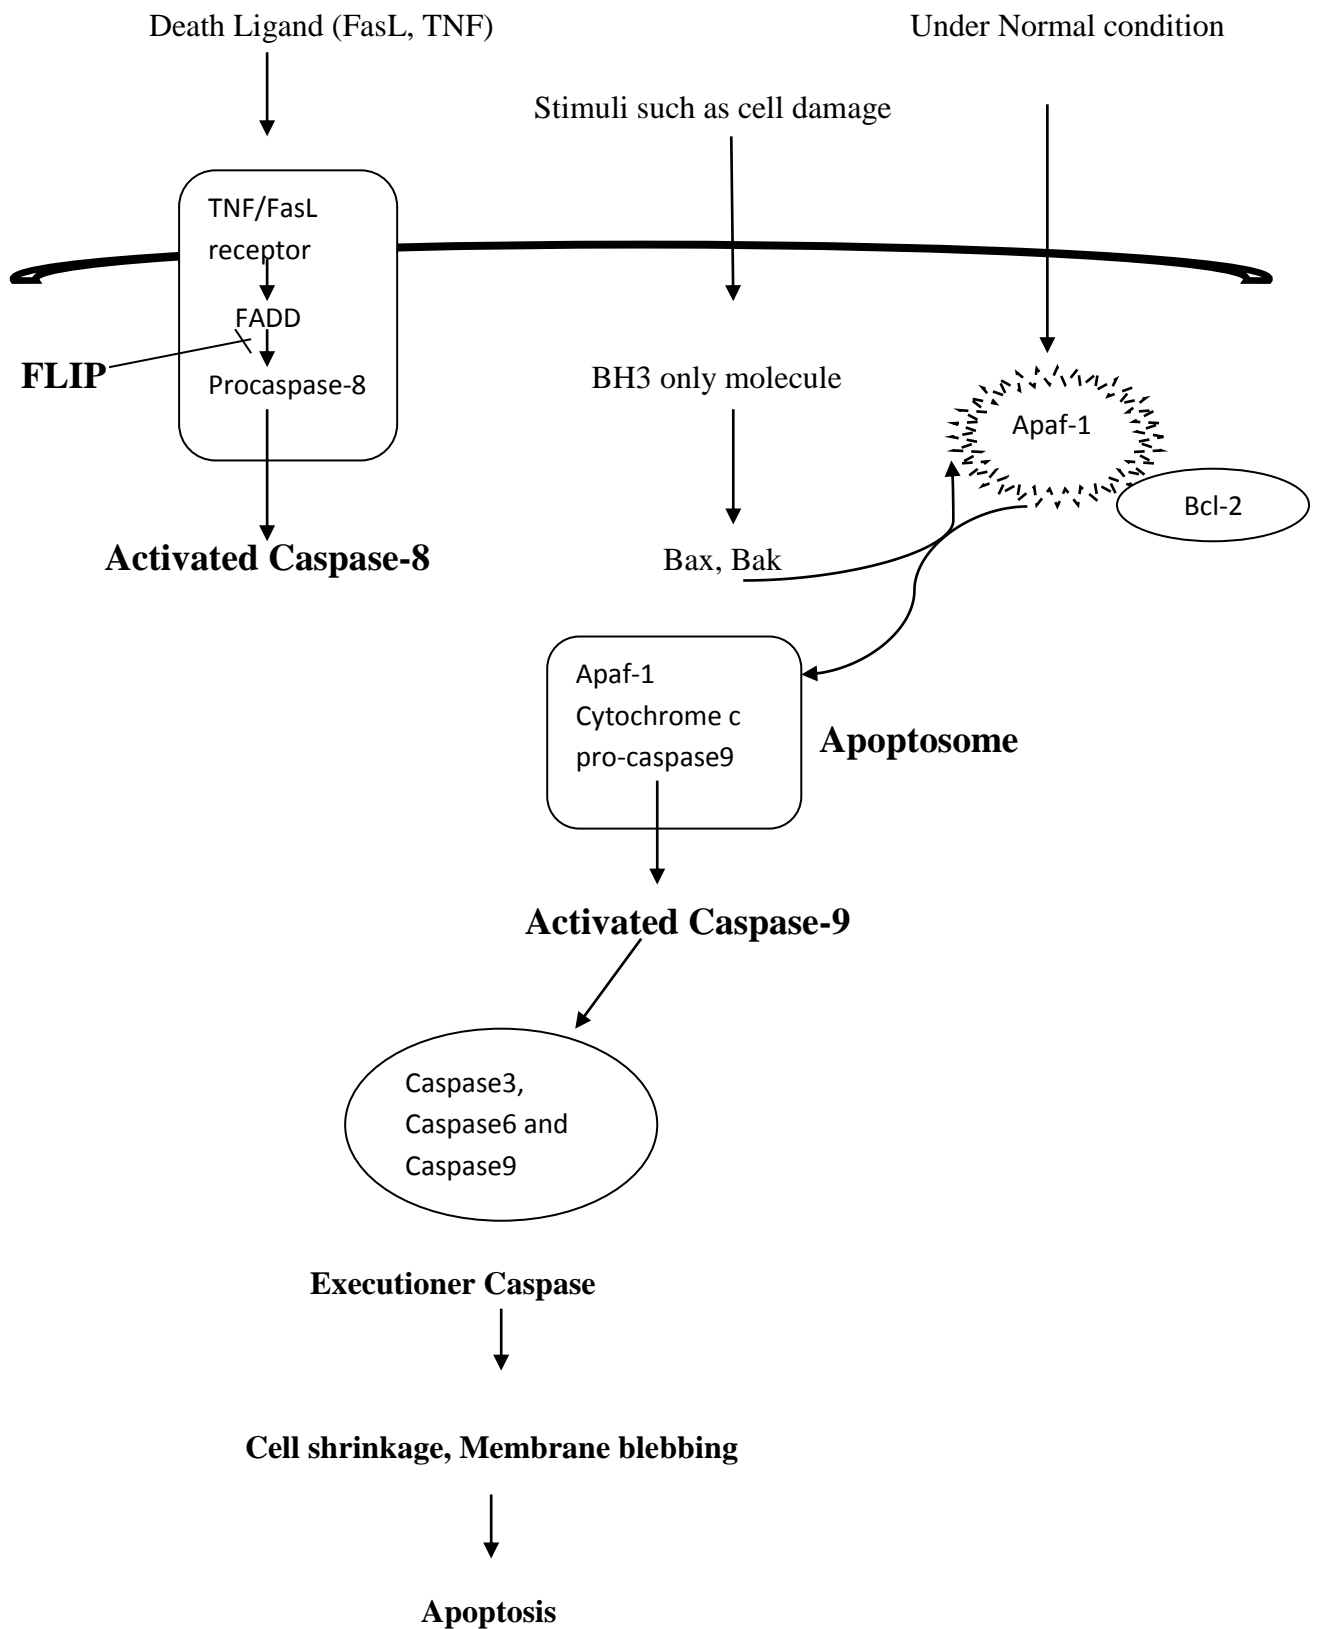 Death Ligand (FasL, TNF)
Under Normal condition
Stimuli such as cell damage
TNF/FasL
receptor
FADD
FLIP
Procaspase-8
BH3 only molecule
Apaf-1
Bcl-2
Activated Caspase-8
Bax, Bak
Apaf-1
Cytochrome c
pro-caspase9
Apoptosome
Activated Caspase-9
Caspase3,
Caspase6 and
Caspase9
Executioner Caspase
Cell shrinkage, Membrane blebbing
Apoptosis